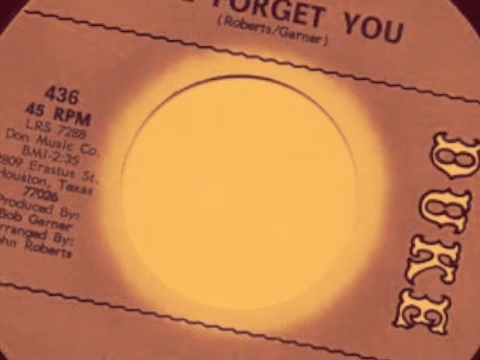 FORGET YOU
(Roberts/Garner)
436
45 RPM
LRS 7288
Don Music Co.
BMI-2:35
2809 Erastus St.
Houston, Texas
77026
Produced By:
Bob Garner
Arranged By:
John Roberts
DUKE